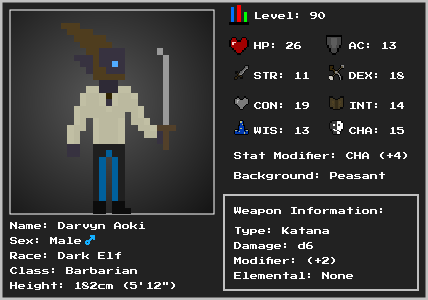 Level: 90
HP: 26
AC: 13
STR: 11
DEX: 18
CON: 19
INT: 14
WIS: 13
CHA: 15
Stat Modifier: CHA (+4)
Background: Peasant
Weapon Information:
Type: Katana
Damage: d6
Modifier: (+2)
Elemental: None
Name: Darvyn Aoki
Sex: Male ♂
Race: Dark Elf
Class: Barbarian
Height: 182cm (5'12")